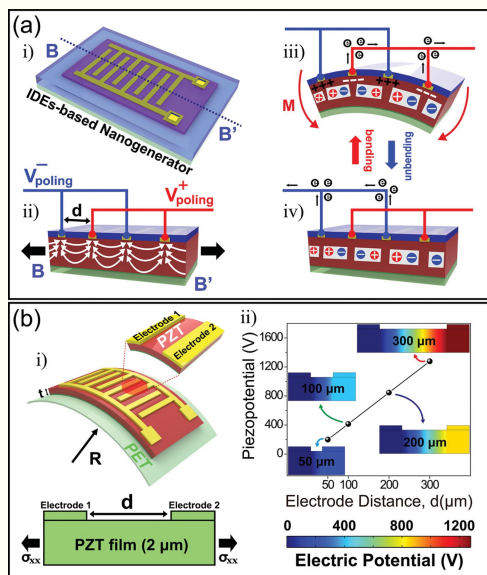 (a)
i)
B
B'
IDEs-based Nanogenerator
iii)
e e e e
e e
+++ --- +++ ---
M
+ − + − + −
bending
unbending
V⁻poling
V⁺poling
ii)
d
B
B'
iv)
e e e e
e e
+ − + − + −
(b)
i)
Electrode 1
PZT
Electrode 2
t
PET
R
Electrode 1
d
Electrode 2
σxx
PZT film (2 μm)
σxx
ii)
Piezopotential (V)
1600
1200
800
400
0
300 μm
100 μm
200 μm
50 μm
50 100 200 300
Electrode Distance, d(μm)
0 400 800 1200
Electric Potential (V)